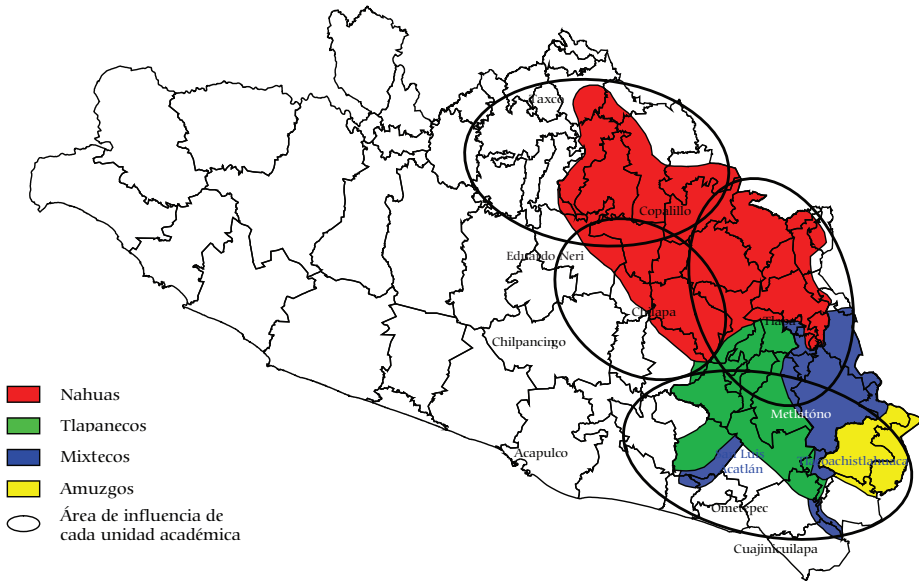 Taxco
Copalillo
Eduardo Neri
Chilapa
Tlapa
Chilpancingo
Metlatóno
Acapulco
San Luis
Acatlán
Tlacoachistlahuaca
Ometepec
Cuajinicuilapa
Nahuas
Tlapanecos
Mixtecos
Amuzgos
Área de influencia de
cada unidad académica